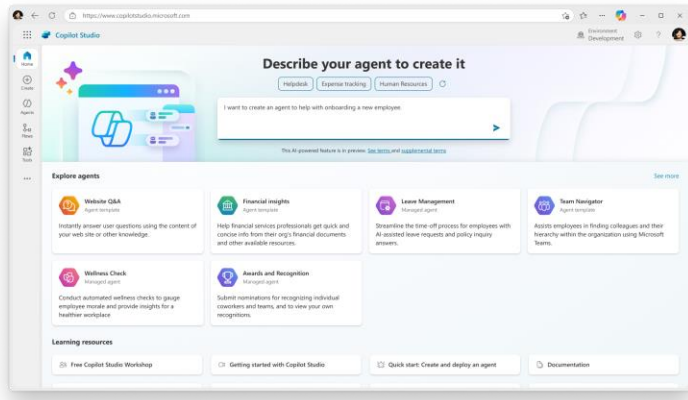 https://www.copilotstudio.microsoft.com
Copilot Studio
Environment
Development
?
Home
Create
Agents
Flows
Tools
...
Describe your agent to create it
Helpdesk
Expense tracking
Human Resources
I want to create an agent to help with onboarding a new employee.
This AI-powered feature is in preview. See terms and supplemental terms
Explore agents
See more
Website Q&A
Agent template
Instantly answer user questions using the content of
your web site or other knowledge.
Financial insights
Agent template
Help financial services professionals get quick and
concise info from their org's financial documents
and other available resources.
Leave Management
Managed agent
Streamline the time-off process for employees with
AI-assisted leave requests and policy inquiry
answers.
Team Navigator
Agent template
Assists employees in finding colleagues and their
hierarchy within the organization using Microsoft
Teams.
Wellness Check
Managed agent
Conduct automated wellness checks to gauge
employee morale and provide insights for a
healthier workplace
Awards and Recognition
Managed agent
Submit nominations for recognizing individual
coworkers and teams, and to view your own
recognitions.
Learning resources
Free Copilot Studio Workshop
Getting started with Copilot Studio
Quick start: Create and deploy an agent
Documentation